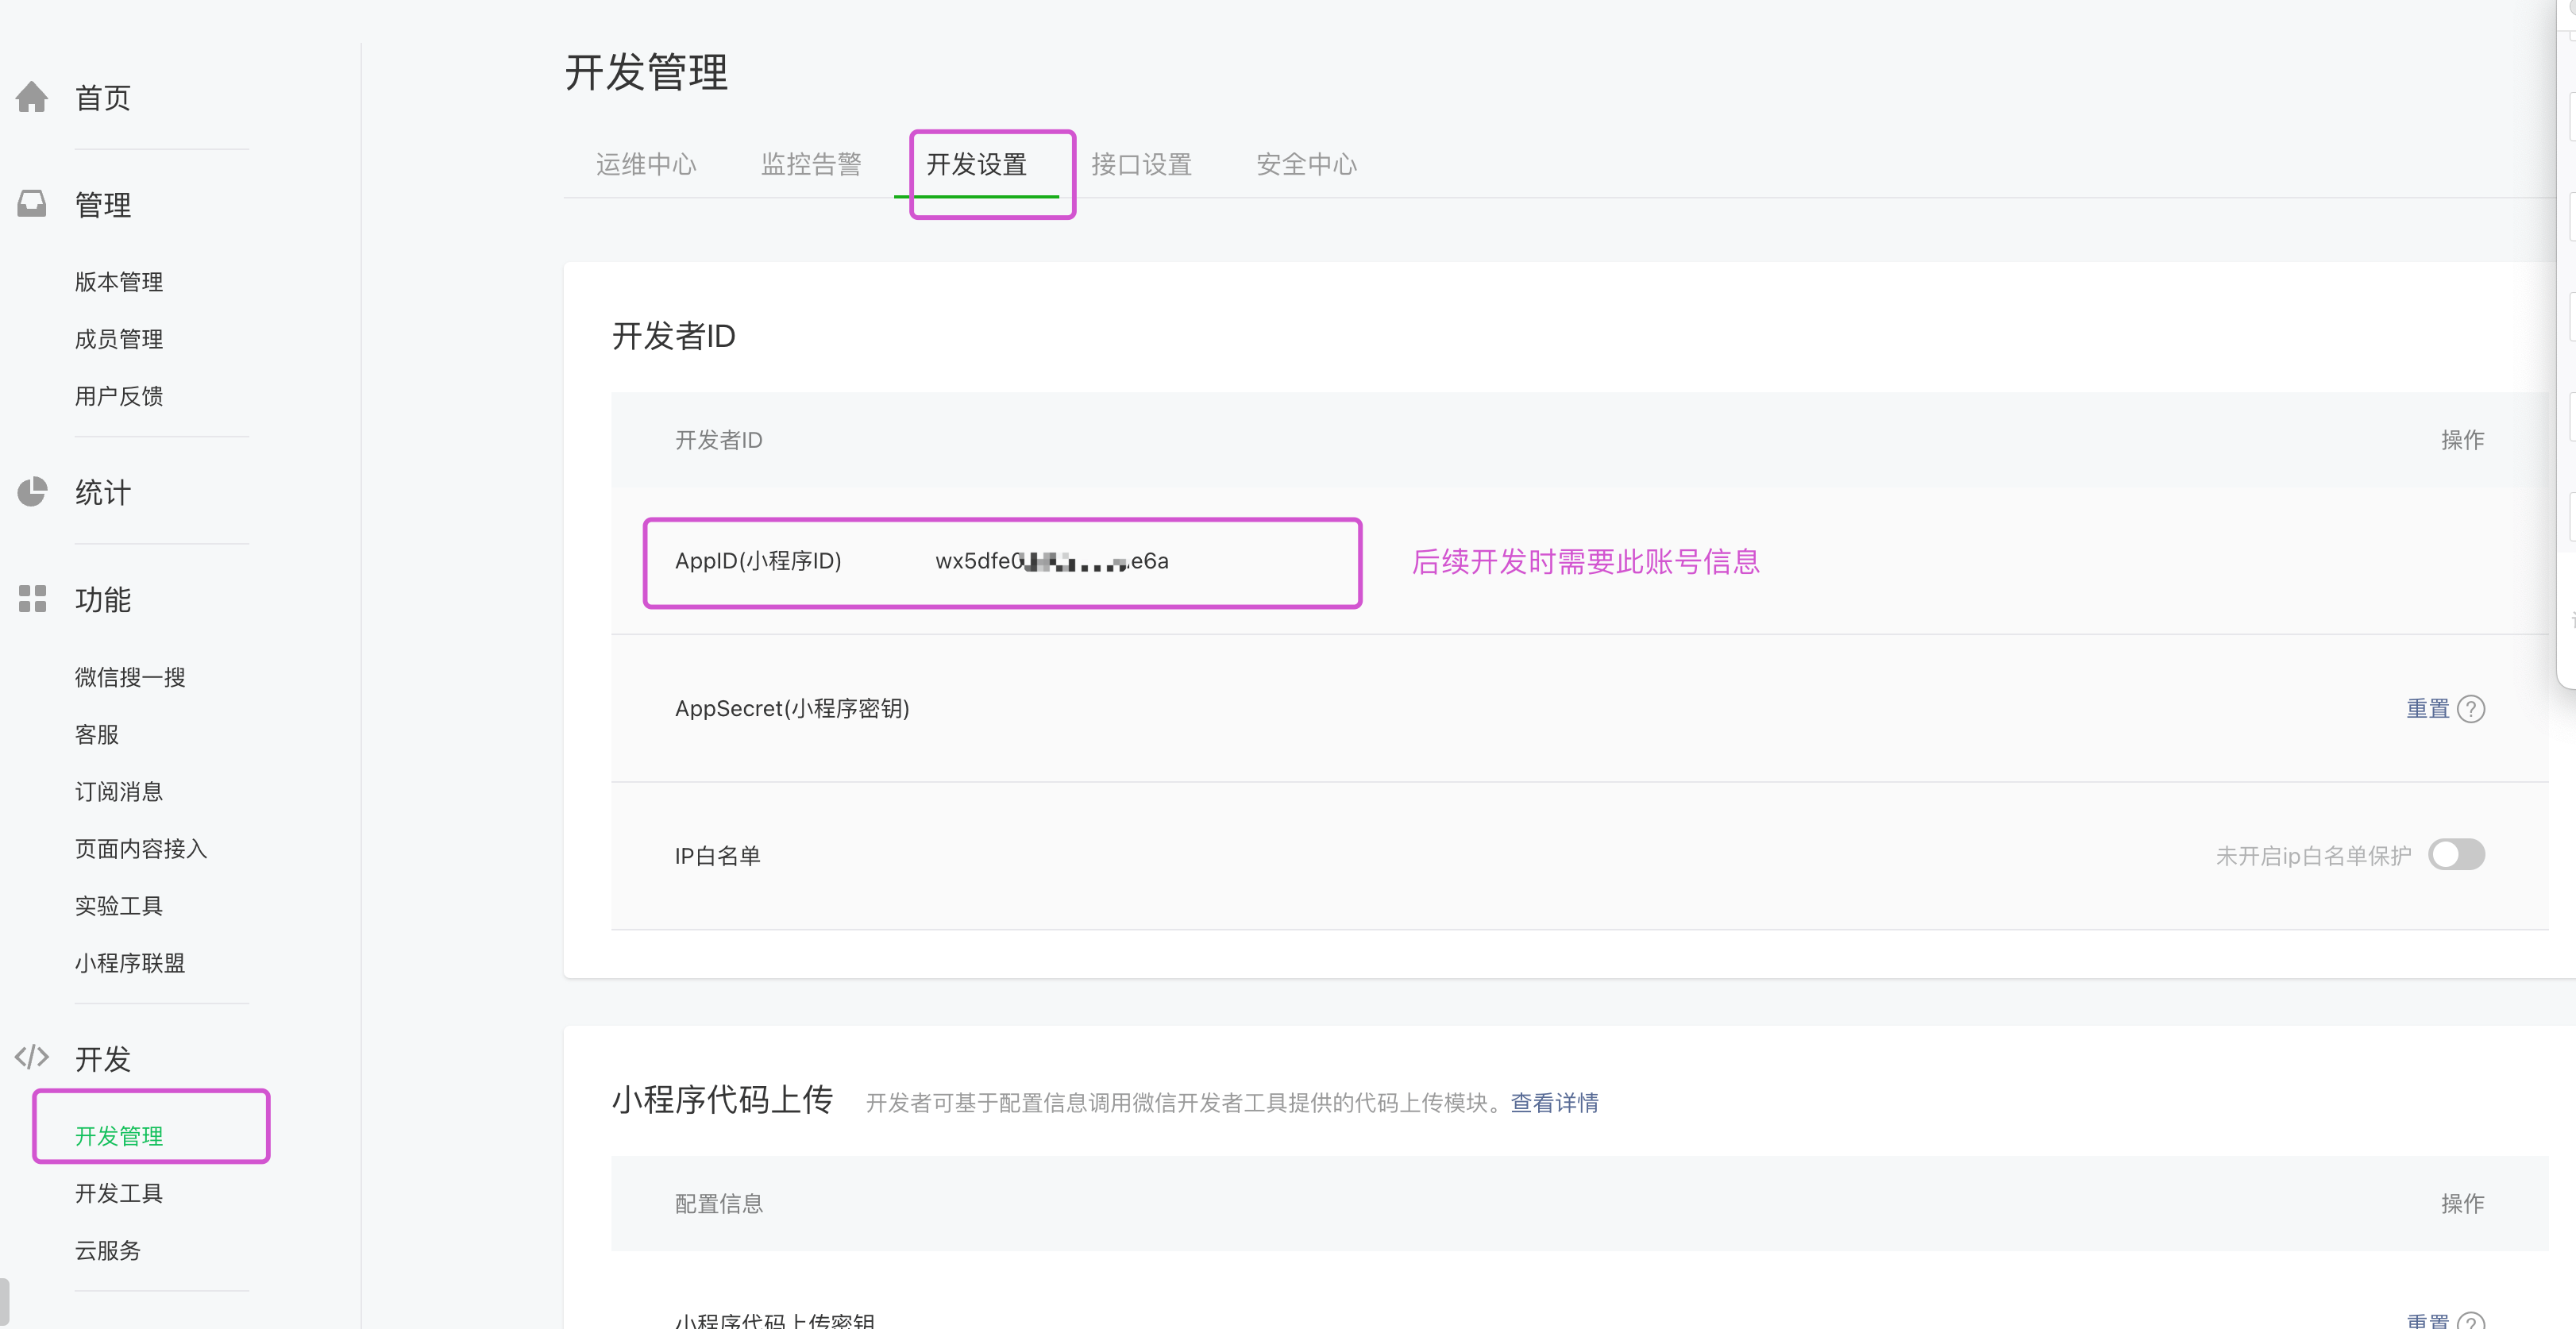 首页
管理
版本管理
成员管理
用户反馈
统计
功能
微信搜一搜
客服
订阅消息
页面内容接入
实验工具
小程序联盟
开发
开发管理
开发工具
云服务
开发管理
运维中心 监控告警 开发设置 接口设置 安全中心
开发者ID
开发者ID 操作
AppID(小程序ID) wx5dfe e6a 后续开发时需要此账号信息
AppSecret(小程序密钥) 重置 ?
IP白名单 未开启ip白名单保护
小程序代码上传 开发者可基于配置信息调用微信开发者工具提供的代码上传模块。查看详情
配置信息 操作
小程序代码上传密钥 重置 ?